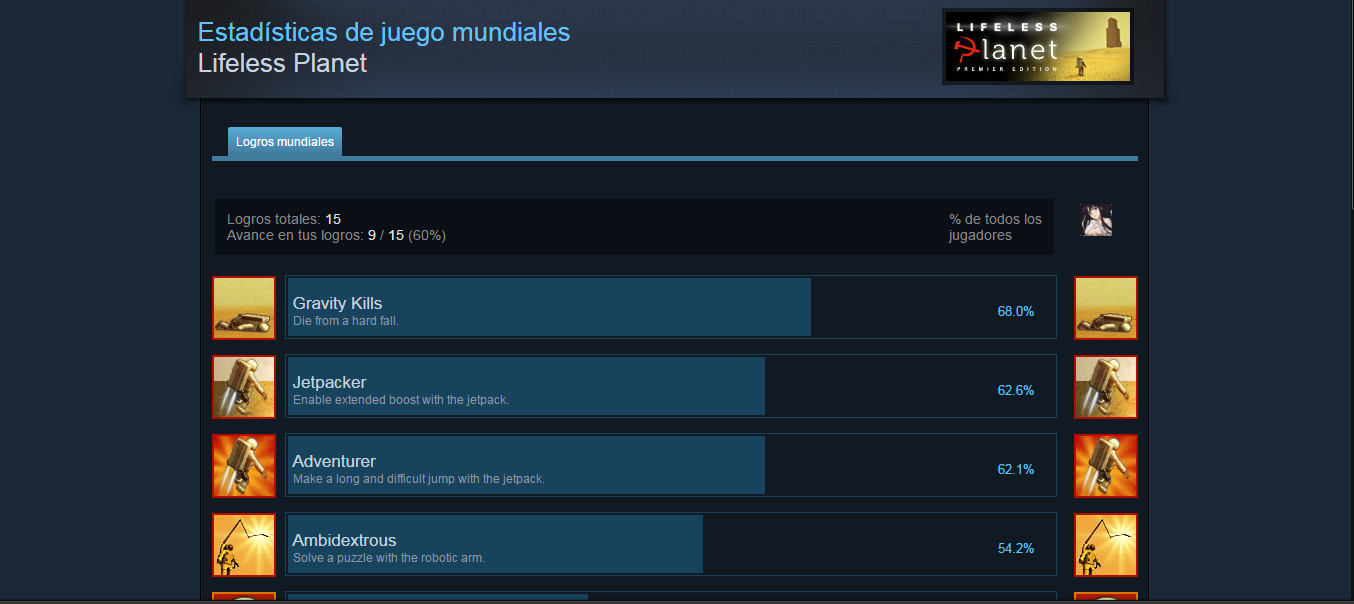 Estadísticas de juego mundiales
Lifeless Planet
LIFELESS
Planet
PREMIER EDITION
Logros mundiales
Logros totales: 15
Avance en tus logros: 9 / 15 (60%)
% de todos los
jugadores
Gravity Kills
Die from a hard fall.
68.0%
Jetpacker
Enable extended boost with the jetpack.
62.6%
Adventurer
Make a long and difficult jump with the jetpack.
62.1%
Ambidextrous
Solve a puzzle with the robotic arm.
54.2%